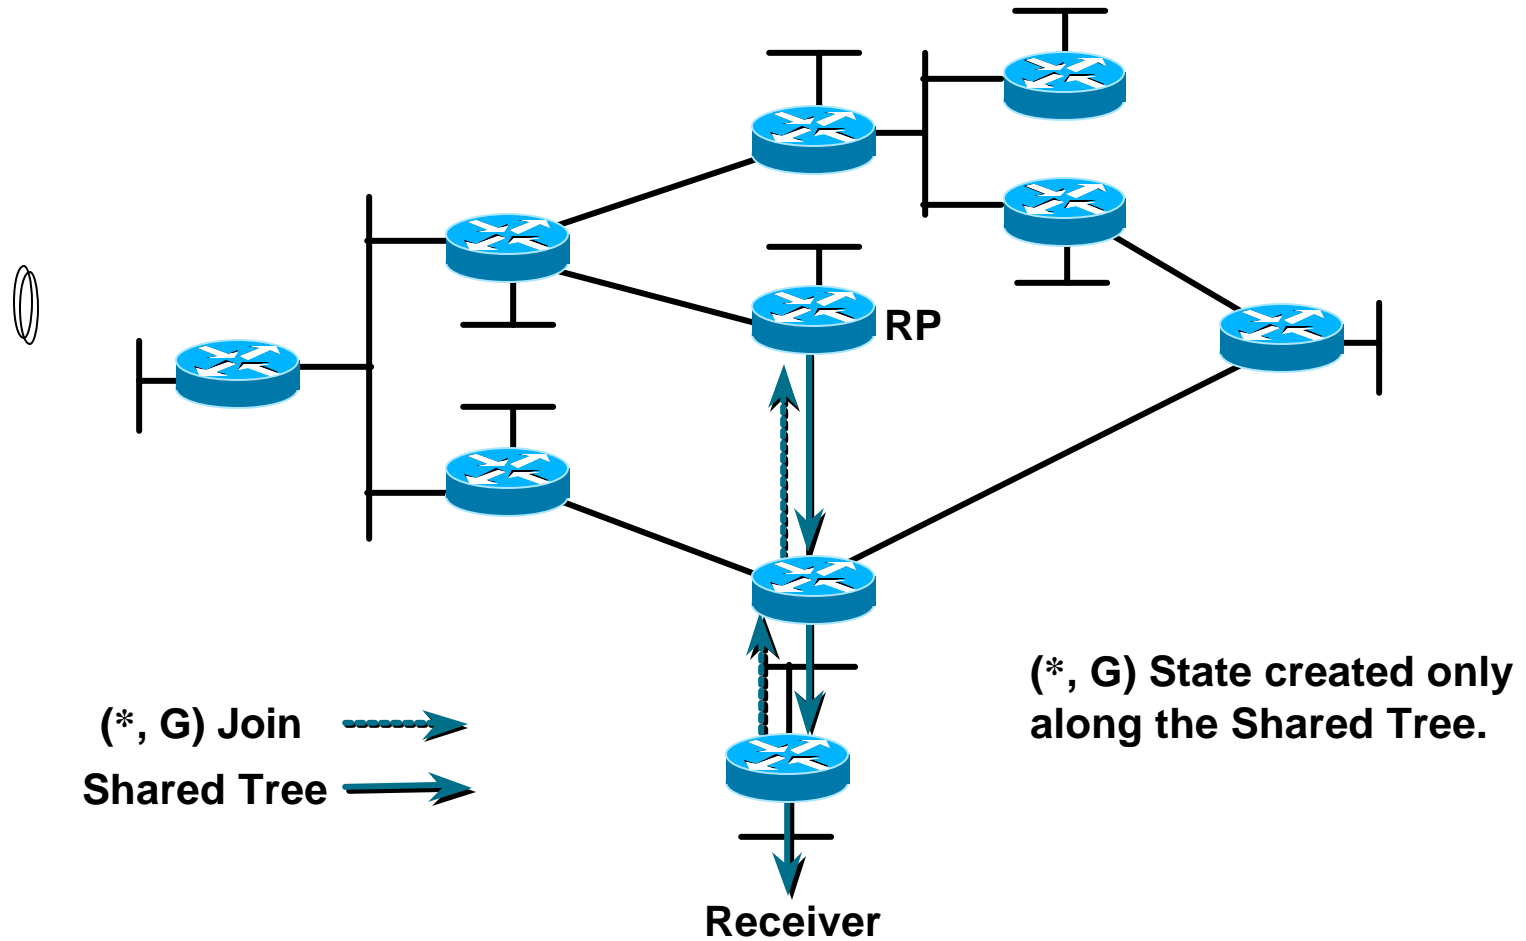 RP
(*, G) State created only
along the Shared Tree.
(*, G) Join
Shared Tree
Receiver